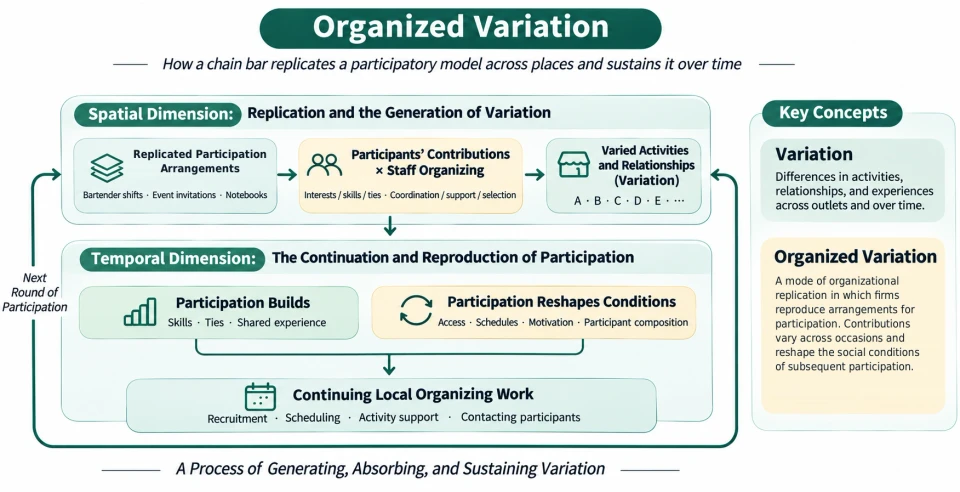 Organized Variation
How a chain bar replicates a participatory model across places and sustains it over time
Spatial Dimension: Replication and the Generation of Variation
Replicated Participation
Arrangements
Bartender shifts · Event invitations · Notebooks
Participants' Contributions
× Staff Organizing
Interests / skills / ties · Coordination / support / selection
1
Varied Activities
and Relationships
(Variation)
A · B · C · D · E · ···
Temporal Dimension: The Continuation and Reproduction of Participation
Participation Builds
Skills · Ties · Shared experience
Participation Reshapes Conditions
Access · Schedules · Motivation · Participant composition
Continuing Local Organizing Work
Recruitment · Scheduling · Activity support · Contacting participants
Next
Round of
Participation
Key Concepts
Variation
Differences in activities,
relationships, and experiences
across outlets and over time.
Organized Variation
A mode of organizational
replication in which firms
reproduce arrangements for
participation. Contributions
vary across occasions and
reshape the social conditions
of subsequent participation.
A Process of Generating, Absorbing, and Sustaining Variation